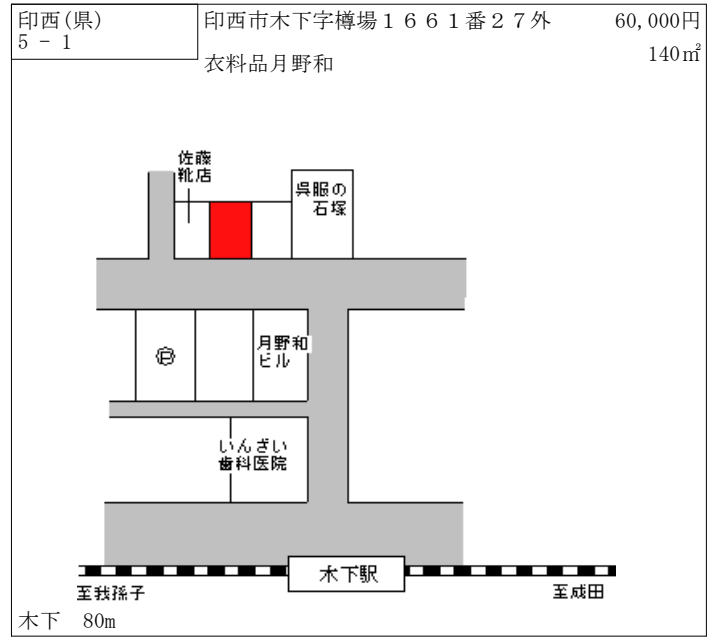 印西(県)
5 - 1
印西市木下字樽場１６６１番２７外
60,000円
衣料品月野和
140㎡
佐藤
靴店
呉服の
石塚
月野和
ビル
Ⓟ
いんざい
歯科医院
木下駅
至我孫子
至成田
木下 80m